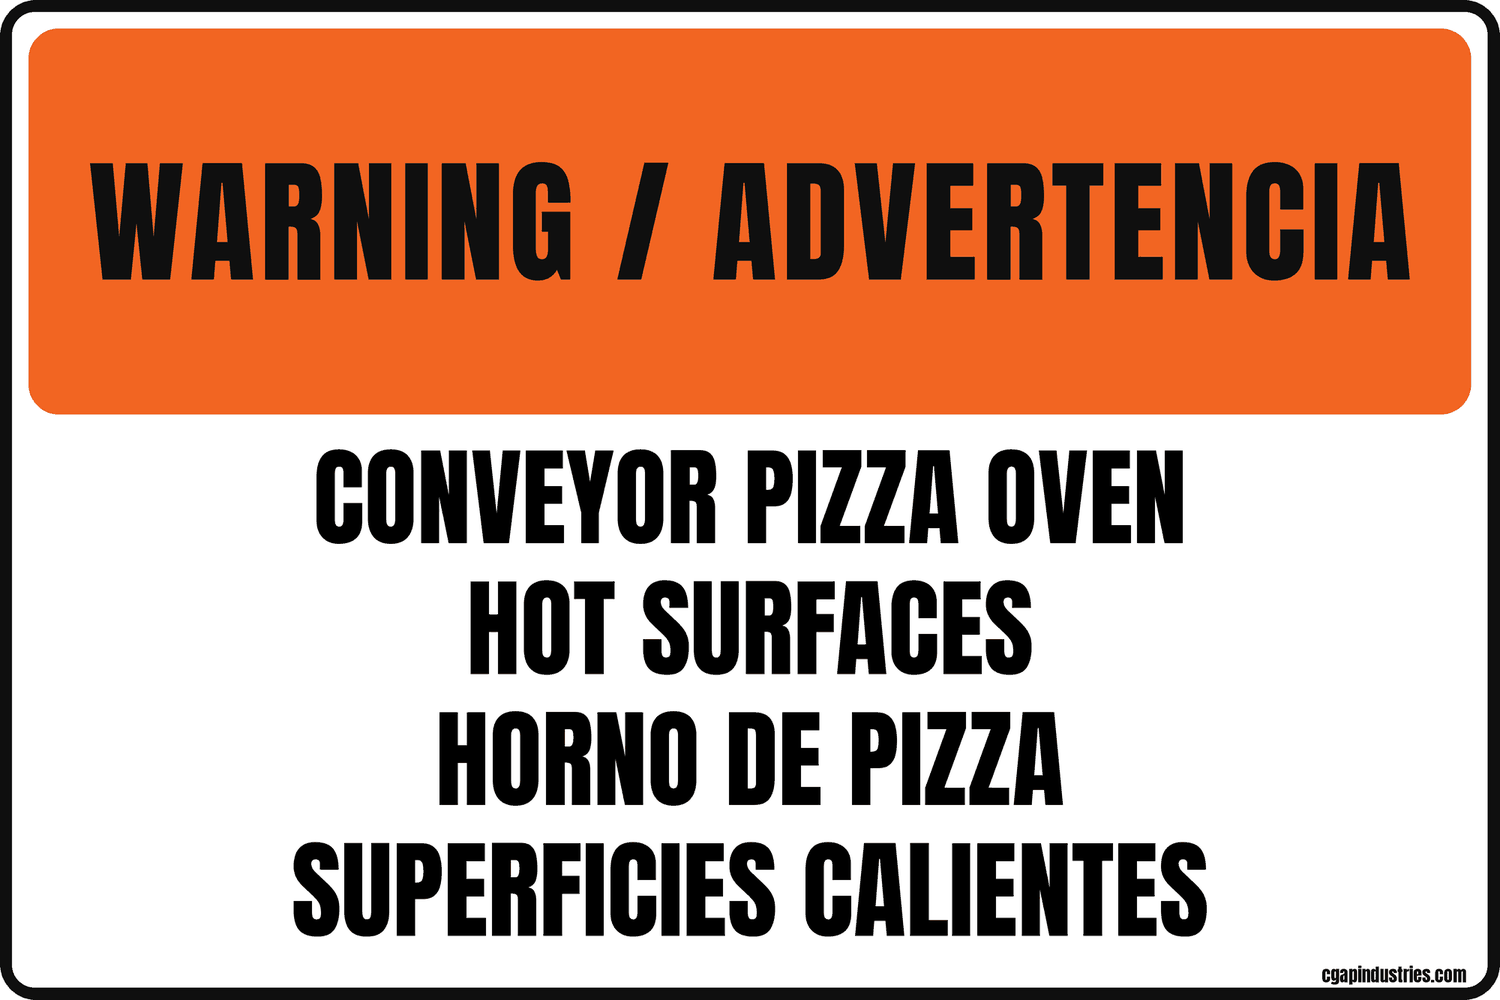 WARNING / ADVERTENCIA
CONVEYOR PIZZA OVEN
HOT SURFACES
HORNO DE PIZZA
SUPERFICIES CALIENTES
cgapindustries.com